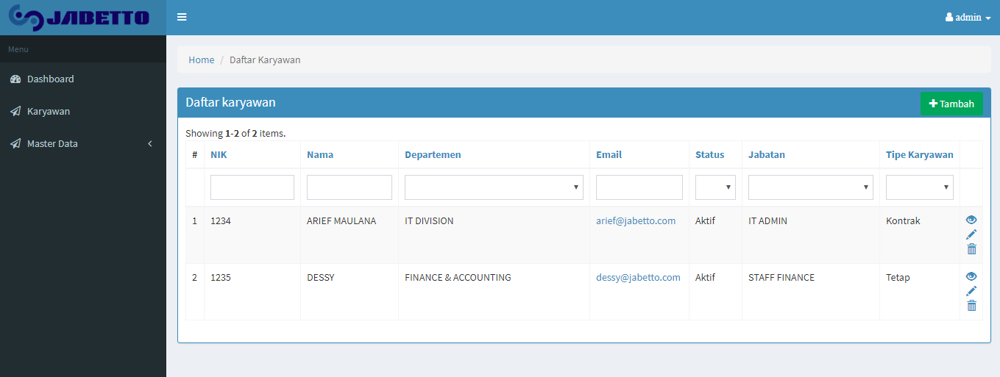 JABETTO
admin
Menu
Dashboard
Karyawan
Master Data
Home / Daftar Karyawan
Daftar karyawan
Tambah
Showing 1-2 of 2 items.
# NIK Nama Departemen Email Status Jabatan Tipe Karyawan
1 1234 ARIEF MAULANA IT DIVISION arief@jabetto.com Aktif IT ADMIN Kontrak
2 1235 DESSY FINANCE & ACCOUNTING dessy@jabetto.com Aktif STAFF FINANCE Tetap